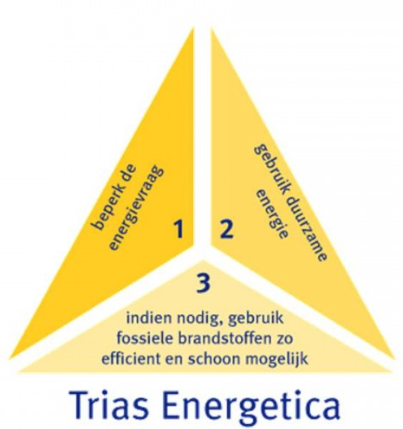 beperk de
energievraag
1
2
gebruik duurzame
energie
3
indien nodig, gebruik
fossiele brandstoffen zo
efficient en schoon mogelijk
Trias Energetica